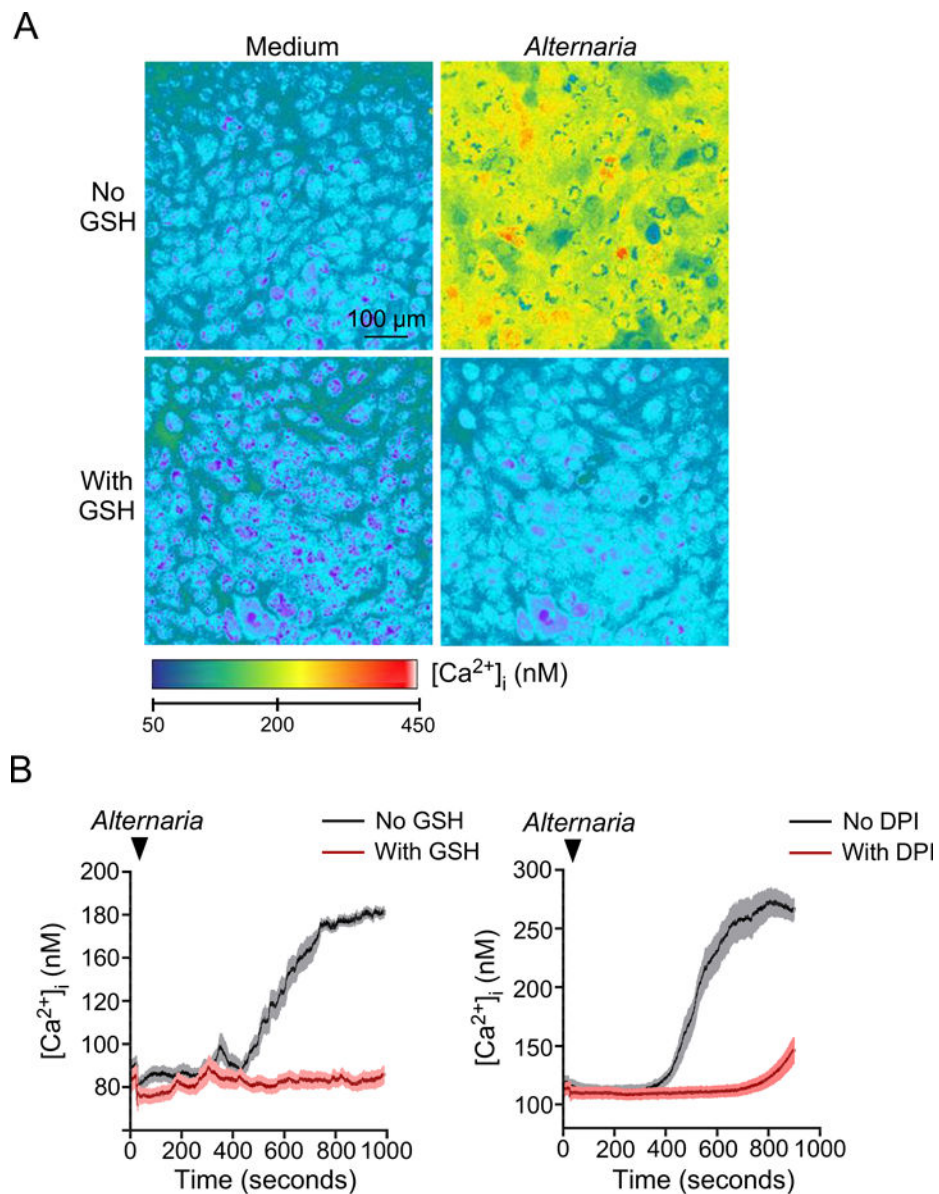 A
Medium
Alternaria
No
GSH
100 µm
With
GSH
[Ca²⁺]ᵢ (nM)
50 200 450
B
Alternaria
No GSH
With GSH
200
180
160
120
100
80
[Ca²⁺]ᵢ (nM)
0 200 400 600 800 1000
Time (seconds)
Alternaria
No DPI
With DPI
300
250
200
150
100
[Ca²⁺]ᵢ (nM)
0 200 400 600 800 1000
Time (seconds)